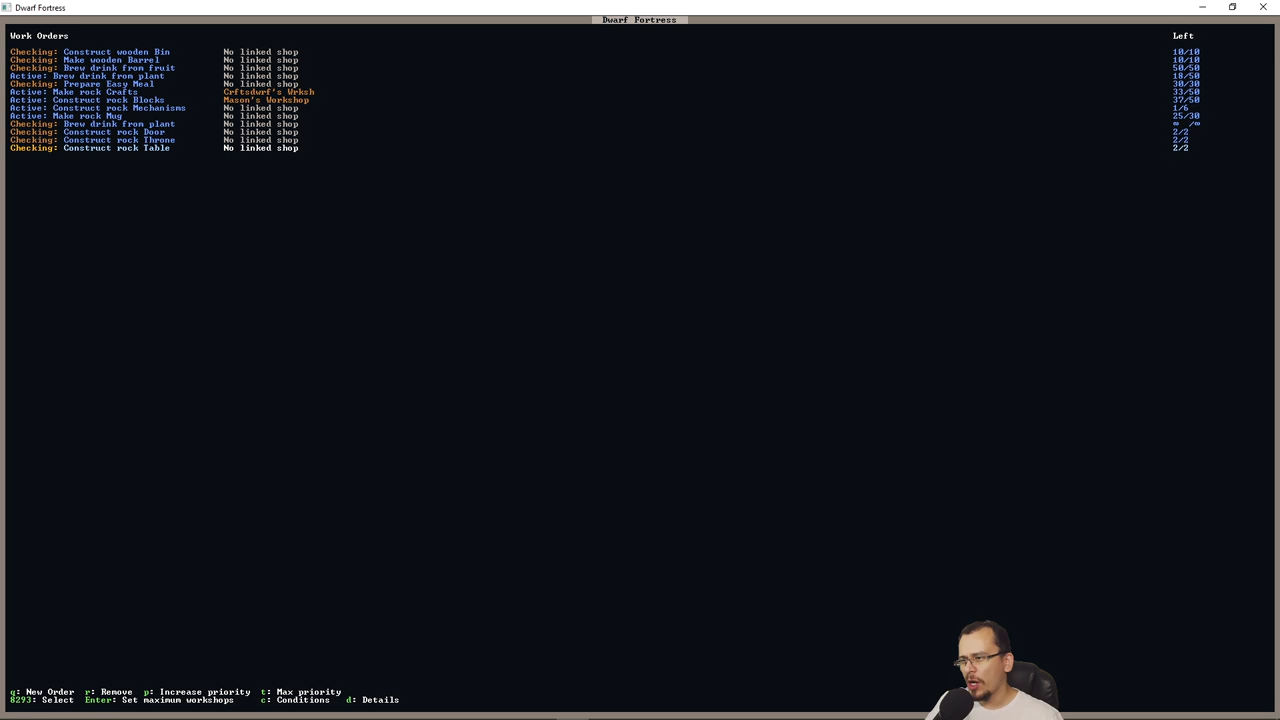 Dwarf Fortress
Dwarf Fortress
Work Orders Left
Checking: Construct wooden Bin No linked shop 10/10
Checking: Make wooden Barrel No linked shop 10/10
Checking: Brew drink from fruit No linked shop 50/50
Active: Brew drink from plant No linked shop 18/50
Checking: Prepare Easy Meal No linked shop 30/30
Active: Make rock Crafts Crftsdwrf's Wrksh 33/50
Active: Construct rock Blocks Mason's Workshop 37/50
Active: Construct rock Mechanisms No linked shop 1/6
Active: Make rock Mug No linked shop 25/30
Checking: Brew drink from plant No linked shop ∞ /∞
Checking: Construct rock Door No linked shop 2/2
Checking: Construct rock Throne No linked shop 2/2
Checking: Construct rock Table No linked shop 2/2
q: New Order r: Remove p: Increase priority t: Max priority
8293: Select Enter: Set maximum workshops c: Conditions d: Details